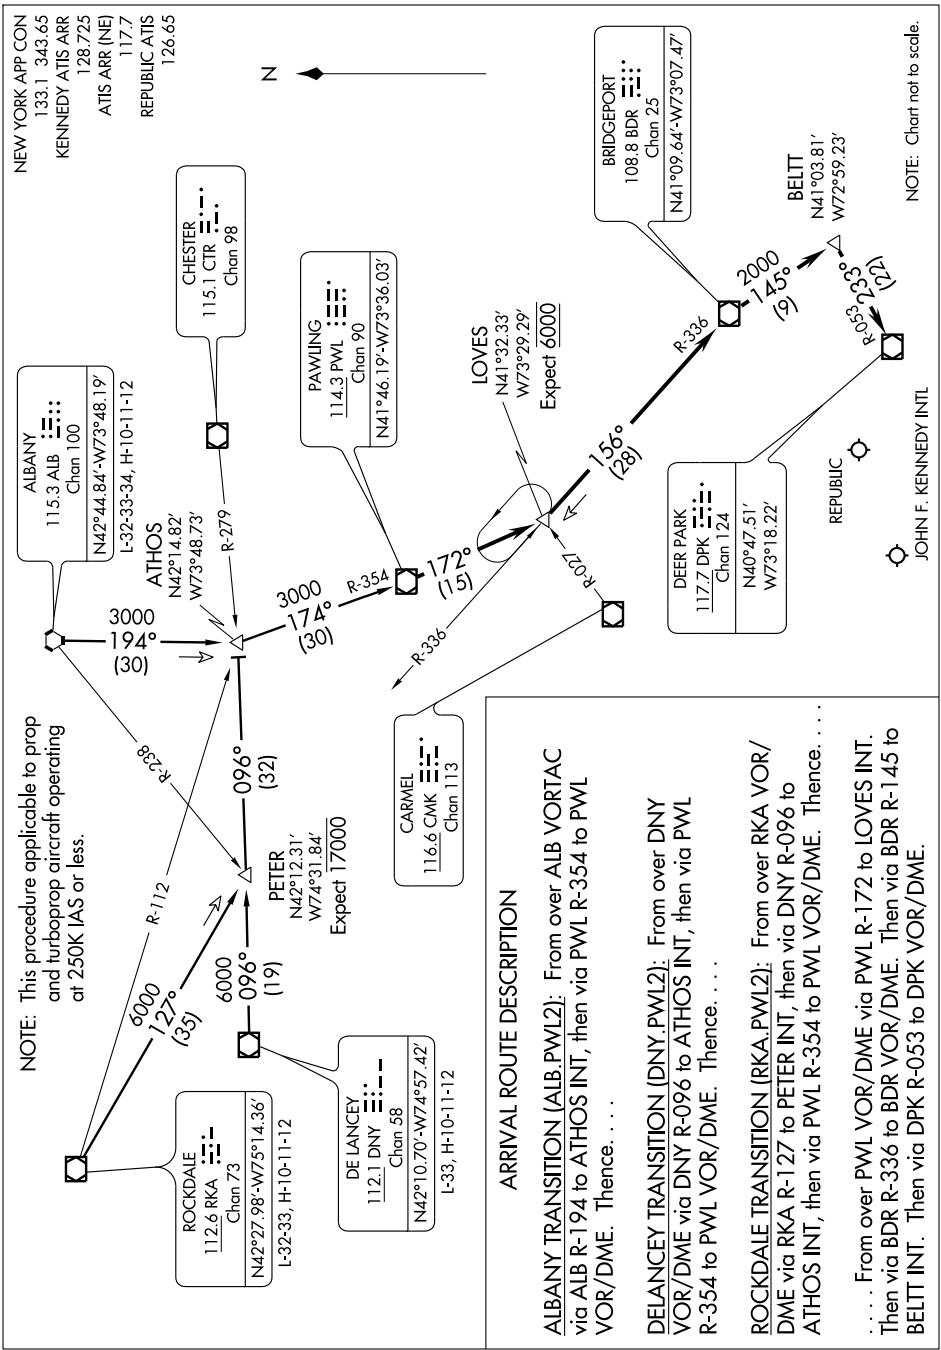 NEW YORK APP CON
133.1 343.65
KENNEDY ATIS ARR
128.725
ATIS ARR (NE)
117.7
REPUBLIC ATIS
126.65
N
NOTE: This procedure applicable to prop
and turboprop aircraft operating
at 250K IAS or less.
ALBANY
115.3 ALB
Chan 100
N42°44.84'-W73°48.19'
L-32-33-34, H-10-11-12
CHESTER
115.1 CTR
Chan 98
PAWLING
114.3 PWL
Chan 90
N41°46.19'-W73°36.03'
BRIDGEPORT
108.8 BDR
Chan 25
N41°09.64'-W73°07.47'
ROCKDALE
112.6 RKA
Chan 73
N42°27.98'-W75°14.36'
L-32-33, H-10-11-12
DE LANCEY
112.1 DNY
Chan 58
N42°10.70'-W74°57.42'
L-33, H-10-11-12
CARMEL
116.6 CMK
Chan 113
DEER PARK
117.7 DPK
Chan 124
N40°47.51'
W73°18.22'
ATHOS
N42°14.82'
W73°48.73'
PETER
N42°12.31'
W74°31.84'
Expect 17000
LOVES
N41°32.33'
W73°29.29'
Expect 6000
BELTT
N41°03.81'
W72°59.23'
3000
194°
(30)
R-279
R-238
R-112
6000
127°
(35)
6000
096°
(19)
096°
(32)
3000
174°
(30)
R-354
172°
(15)
R-336
R-027
156°
(28)
R-336
2000
145°
(9)
R-053
233°
(22)
REPUBLIC
JOHN F. KENNEDY INTL
NOTE: Chart not to scale.
ARRIVAL ROUTE DESCRIPTION
ALBANY TRANSITION (ALB.PWL2): From over ALB VORTAC
via ALB R-194 to ATHOS INT, then via PWL R-354 to PWL
VOR/DME. Thence. . . .
DELANCEY TRANSITION (DNY.PWL2): From over DNY
VOR/DME via DNY R-096 to ATHOS INT, then via PWL
R-354 to PWL VOR/DME. Thence. . . .
ROCKDALE TRANSITION (RKA.PWL2): From over RKA VOR/
DME via RKA R-127 to PETER INT, then via DNY R-096 to
ATHOS INT, then via PWL R-354 to PWL VOR/DME. Thence. . . .
. . . . From over PWL VOR/DME via PWL R-172 to LOVES INT.
Then via BDR R-336 to BDR VOR/DME. Then via BDR R-145 to
BELTT INT. Then via DPK R-053 to DPK VOR/DME.